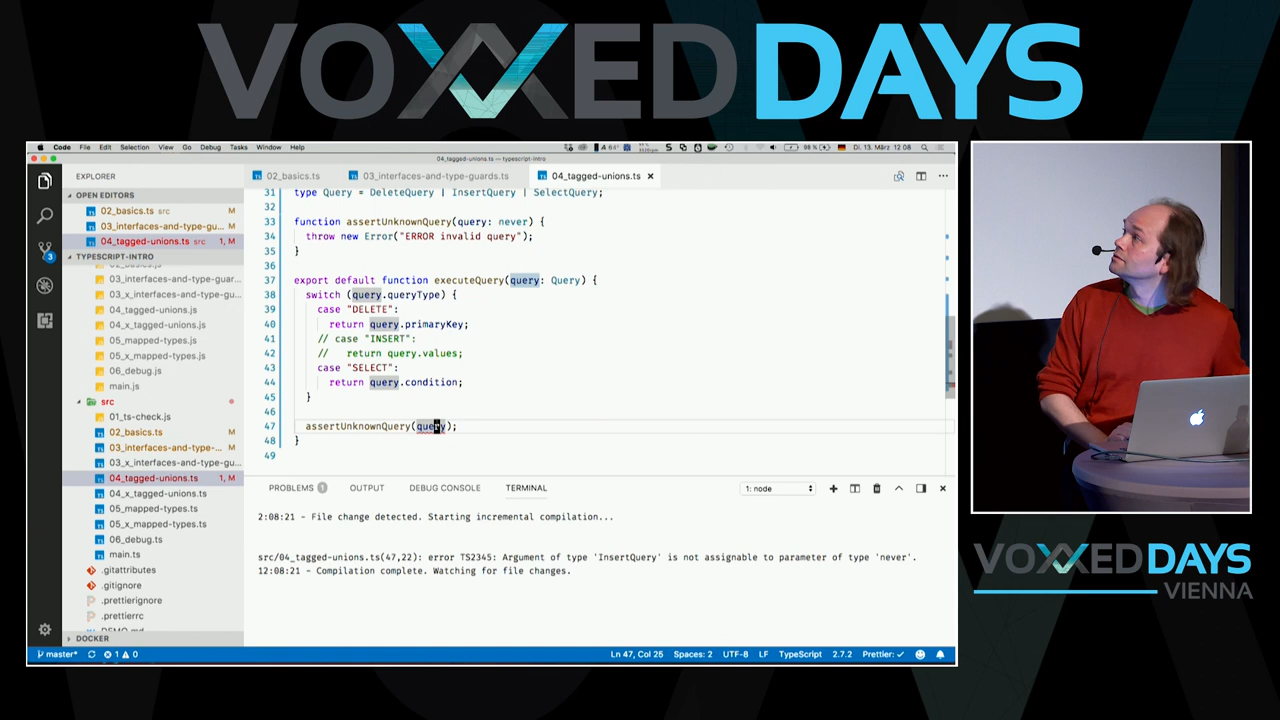 VOXXED DAYS
Code File Edit Selection View Go Debug Tasks Window Help
98 % Di. 13. März 12:08
04_tagged-unions.ts — typescript-intro
EXPLORER
OPEN EDITORS
02_basics.ts src M
03_interfaces-and-type-gu... M
04_tagged-unions.ts src 1, M
TYPESCRIPT-INTRO
02_basics.js
03_interfaces-and-type-guar...
03_x_interfaces-and-type-gu...
04_tagged-unions.js
04_x_tagged-unions.js
05_mapped-types.js
05_x_mapped-types.js
06_debug.js
main.js
src
01_ts-check.js
02_basics.ts M
03_interfaces-and-type-... M
03_x_interfaces-and-type-gu...
04_tagged-unions.ts 1, M
04_x_tagged-unions.ts
05_mapped-types.ts
05_x_mapped-types.ts
06_debug.ts
main.ts
.gitattributes
.gitignore
.prettierignore
.prettierrc
DEMO.md
DOCKER
3
02_basics.ts 03_interfaces-and-type-guards.ts 04_tagged-unions.ts
31 type Query = DeleteQuery | InsertQuery | SelectQuery;
32
33 function assertUnknownQuery(query: never) {
34 throw new Error("ERROR invalid query");
35 }
36
37 export default function executeQuery(query: Query) {
38 switch (query.queryType) {
39 case "DELETE":
40 return query.primaryKey;
41 // case "INSERT":
42 // return query.values;
43 case "SELECT":
44 return query.condition;
45 }
46
47 assertUnknownQuery(query);
48 }
49
PROBLEMS 1 OUTPUT DEBUG CONSOLE TERMINAL 1: node
2:08:21 - File change detected. Starting incremental compilation...
src/04_tagged-unions.ts(47,22): error TS2345: Argument of type 'InsertQuery' is not assignable to parameter of type 'never'.
12:08:21 - Compilation complete. Watching for file changes.
master* 1 0 Ln 47, Col 25 Spaces: 2 UTF-8 LF TypeScript 2.7.2 Prettier: ✓
VOXXED DAYS
VIENNA